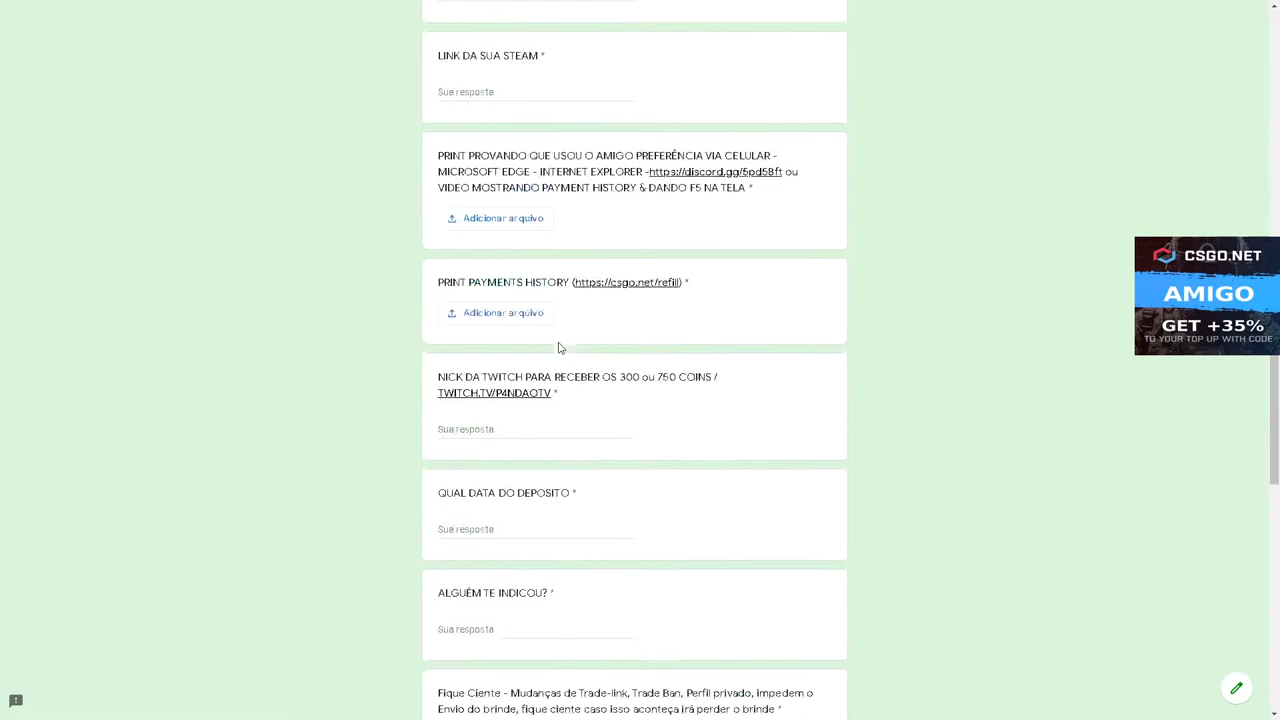 LINK DA SUA STEAM *
Sua resposta
PRINT PROVANDO QUE USOU O AMIGO PREFERÊNCIA VIA CELULAR -
MICROSOFT EDGE - INTERNET EXPLORER -https://discord.gg/5pd58ft ou
VIDEO MOSTRANDO PAYMENT HISTORY & DANDO F5 NA TELA *
Adicionar arquivo
PRINT PAYMENTS HISTORY (https://csgo.net/refill) *
Adicionar arquivo
CSGO.NET
AMIGO
GET +35%
TO YOUR TOP UP WITH CODE
NICK DA TWITCH PARA RECEBER OS 300 ou 750 COINS /
TWITCH.TV/P4NDAOTV *
Sua resposta
QUAL DATA DO DEPOSITO *
Sua resposta
ALGUÊM TE INDICOU? *
Sua resposta
Fique Ciente - Mudanças de Trade-link, Trade Ban, Perfil privado, impedem o
Envio do brinde, fique ciente caso isso aconteça irá perder o brinde *